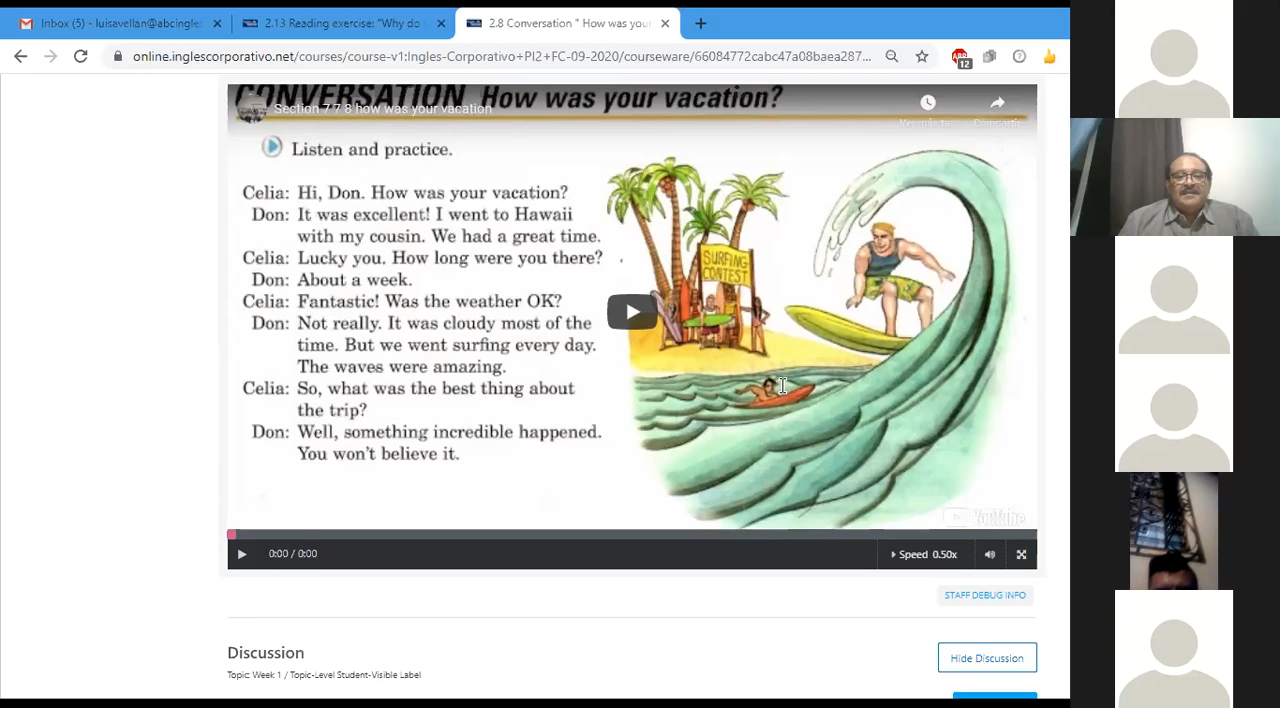 Inbox (5) - luisavellan@abcingles
2.13 Reading exercise: "Why do
2.8 Conversation " How was your
online.inglescorporativo.net/courses/course-v1:Ingles-Corporativo+PI2+FC-09-2020/courseware/66084772cabc47a08baea287...
12
CONVERSATION How was your vacation?
Section 7 7 8 how was your vacation
Compartir
Listen and practice.
Celia: Hi, Don. How was your vacation?
Don: It was excellent! I went to Hawaii
with my cousin. We had a great time.
Celia: Lucky you. How long were you there?
Don: About a week.
Celia: Fantastic! Was the weather OK?
Don: Not really. It was cloudy most of the
time. But we went surfing every day.
The waves were amazing.
Celia: So, what was the best thing about
the trip?
Don: Well, something incredible happened.
You won't believe it.
SURFING
CONTEST
YouTube
0:00 / 0:00
Speed 0.50x
STAFF DEBUG INFO
Discussion
Hide Discussion
Topic: Week 1 / Topic-Level Student-Visible Label